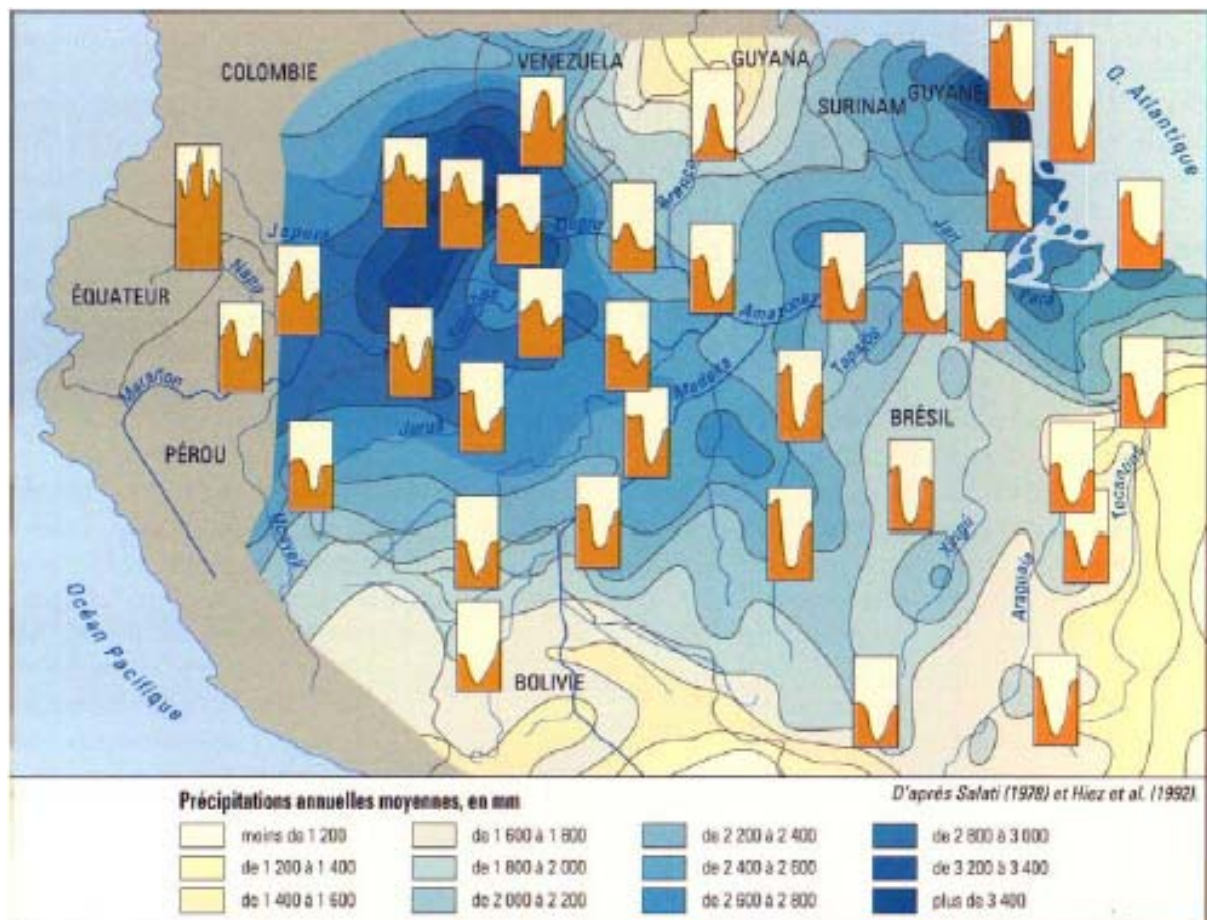 COLOMBIE
VENEZUELA
GUYANA
SURINAM
GUYANE
O. Atlantique
Branco
Japura
Napo
Negro
Jari
ÉQUATEUR
Amazonas
Para
Marañon
Madeira
Tapajos
Jurua
BRÉSIL
PÉROU
Tocantins
Ucayali
Xingu
Araguaia
Océan Pacifique
BOLIVIE
Précipitations annuelles moyennes, en mm
D'après Salati (1978) et Hiez et al. (1992).
moins de 1 200
de 1 200 à 1 400
de 1 400 à 1 600
de 1 600 à 1 800
de 1 800 à 2 000
de 2 000 à 2 200
de 2 200 à 2 400
de 2 400 à 2 600
de 2 600 à 2 800
de 2 800 à 3 000
de 3 200 à 3 400
plus de 3 400